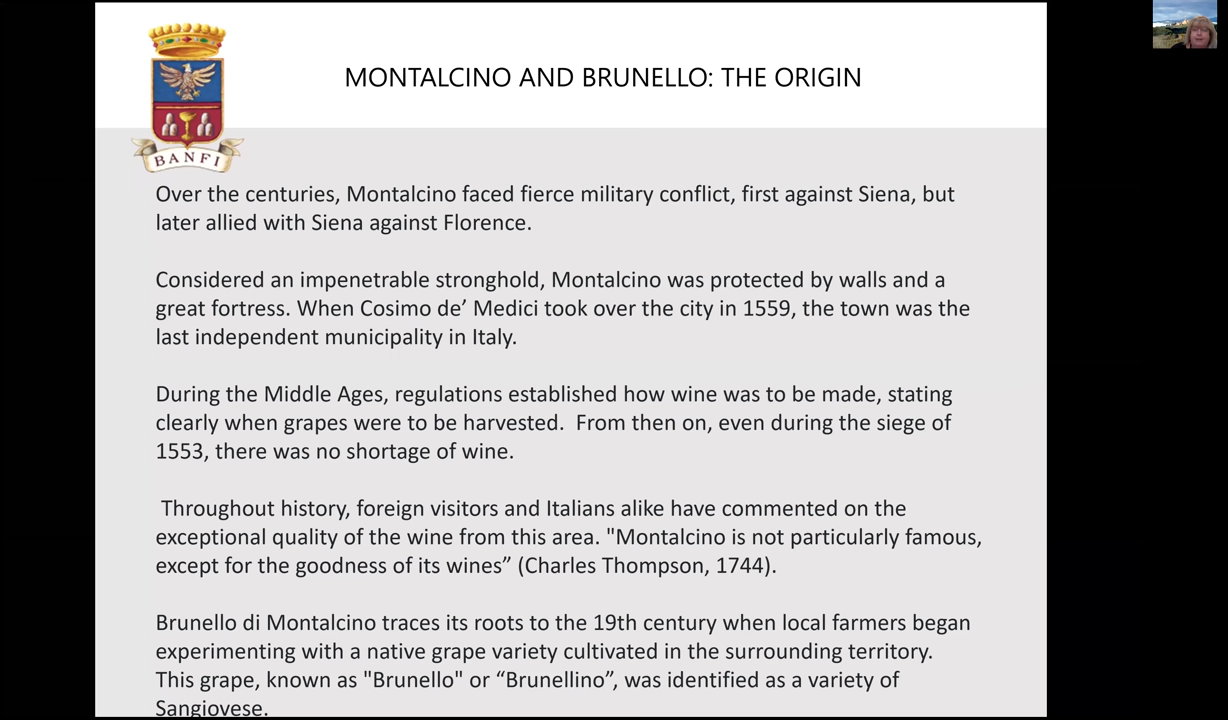 MONTALCINO AND BRUNELLO: THE ORIGIN
BANFI
Over the centuries, Montalcino faced fierce military conflict, first against Siena, but
later allied with Siena against Florence.
Considered an impenetrable stronghold, Montalcino was protected by walls and a
great fortress. When Cosimo de’ Medici took over the city in 1559, the town was the
last independent municipality in Italy.
During the Middle Ages, regulations established how wine was to be made, stating
clearly when grapes were to be harvested.  From then on, even during the siege of
1553, there was no shortage of wine.
Throughout history, foreign visitors and Italians alike have commented on the
exceptional quality of the wine from this area. "Montalcino is not particularly famous,
except for the goodness of its wines” (Charles Thompson, 1744).
Brunello di Montalcino traces its roots to the 19th century when local farmers began
experimenting with a native grape variety cultivated in the surrounding territory.
This grape, known as "Brunello" or “Brunellino”, was identified as a variety of
Sangiovese.